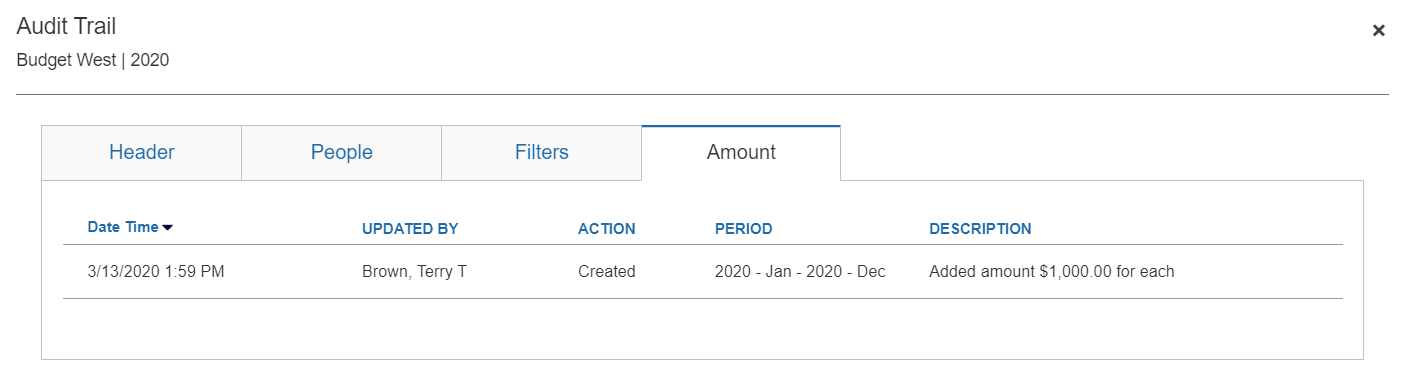 Audit Trail
Budget West | 2020
Header People Filters Amount
Date Time UPDATED BY ACTION PERIOD DESCRIPTION
3/13/2020 1:59 PM Brown, Terry T Created 2020 - Jan - 2020 - Dec Added amount $1,000.00 for each